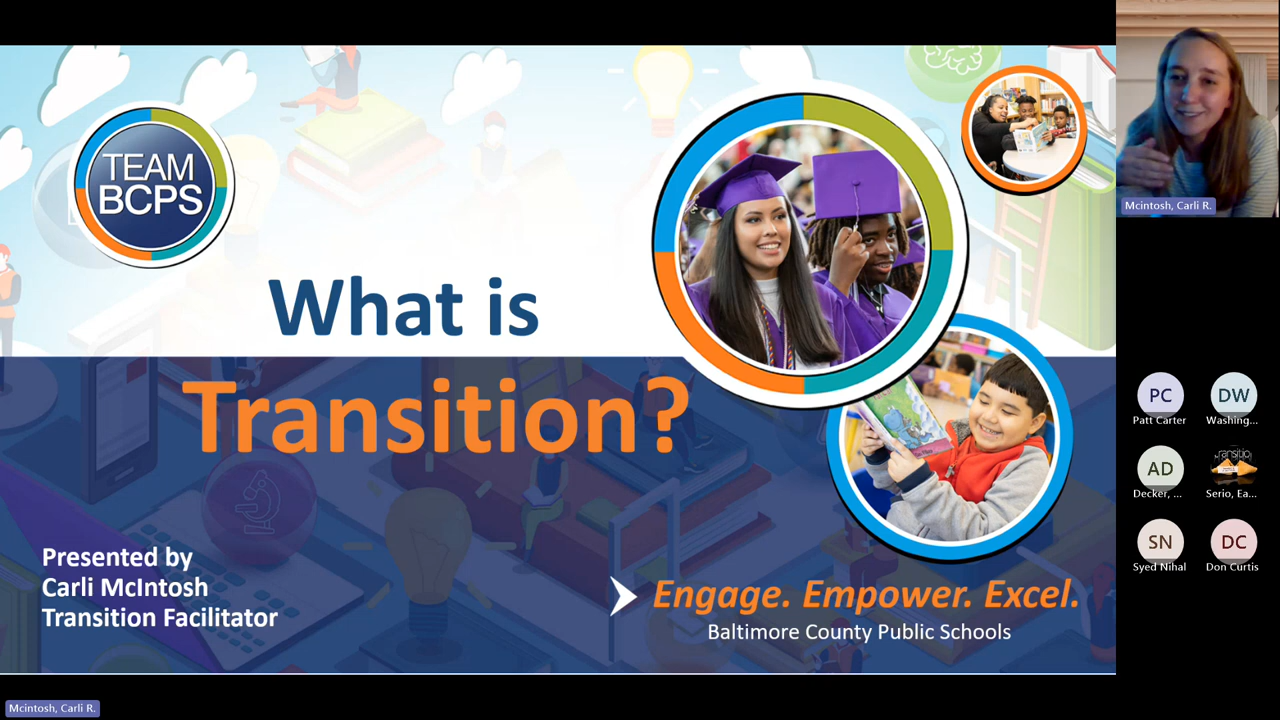 TEAM
BCPS
What is
Transition?
Presented by
Carli McIntosh
Transition Facilitator
Engage. Empower. Excel.
Baltimore County Public Schools
Mcintosh, Carli R.
Mcintosh, Carli R.
PC
DW
Patt Carter
Washing...
AD
Decker, ...
Serio, Ea...
SN
DC
Syed Nihal
Don Curtis